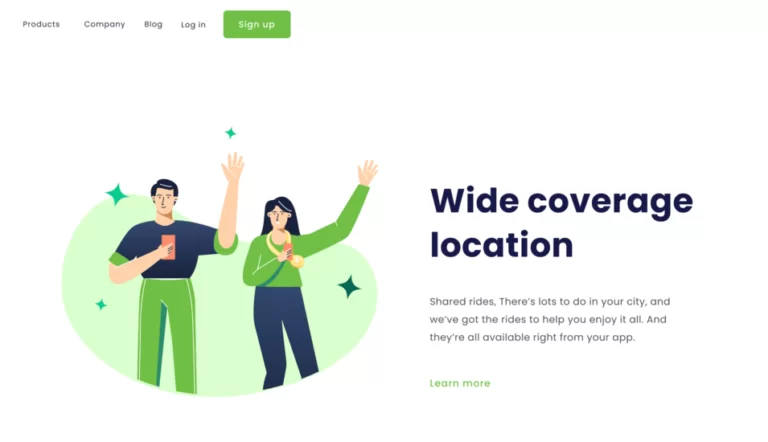 Products Company Blog Log in Sign up
Wide coverage
location
Shared rides, There's lots to do in your city, and
we've got the rides to help you enjoy it all. And
they're all available right from your app.
Learn more